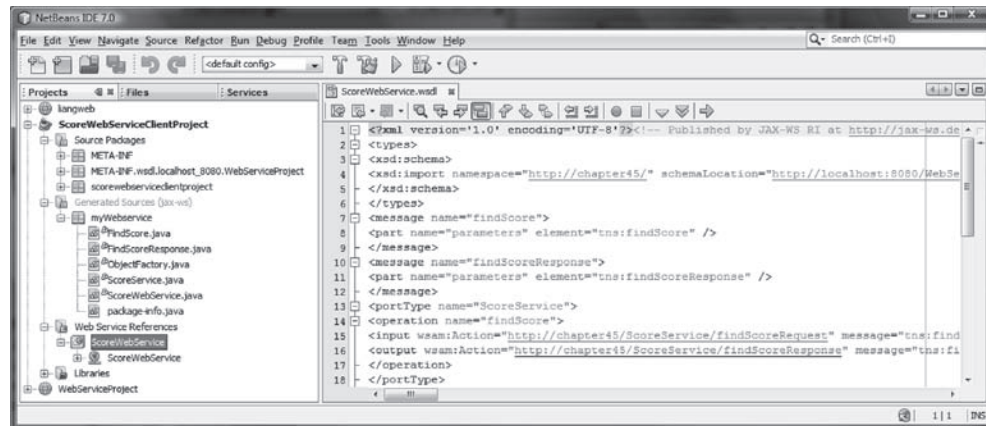 NetBeans IDE 7.0
File Edit View Navigate Source Refactor Run Debug Profile Team Tools Window Help
Search (Ctrl+I)
<default config>
Projects
Files
Services
kangweb
ScoreWebServiceClientProject
Source Packages
META-INF
META-INF.wsdl.localhost_8080.WebServiceProject
scorewebserviceclientproject
Generated Sources (jax-ws)
myWebservice
FindScore.java
FindScoreResponse.java
ObjectFactory.java
ScoreService.java
ScoreWebService.java
package-info.java
Web Service References
ScoreWebService
ScoreWebService
Libraries
WebServiceProject
ScoreWebService.wsdl
1 <?xml version='1.0' encoding='UTF-8'?><!-- Published by JAX-WS RI at http://jax-ws.de
2 <types>
3 <xsd:schema>
4 <xsd:import namespace="http://chapter45/" schemaLocation="http://localhost:8080/WebSe
5 </xsd:schema>
6 </types>
7 <message name="findScore">
8 <part name="parameters" element="tns:findScore" />
9 </message>
10 <message name="findScoreResponse">
11 <part name="parameters" element="tns:findScoreResponse" />
12 </message>
13 <portType name="ScoreService">
14 <operation name="findScore">
15 <input wsam:Action="http://chapter45/ScoreService/findScoreRequest" message="tns:find
16 <output wsam:Action="http://chapter45/ScoreService/findScoreResponse" message="tns:fi
17 </operation>
18 </portType>
1|1 INS